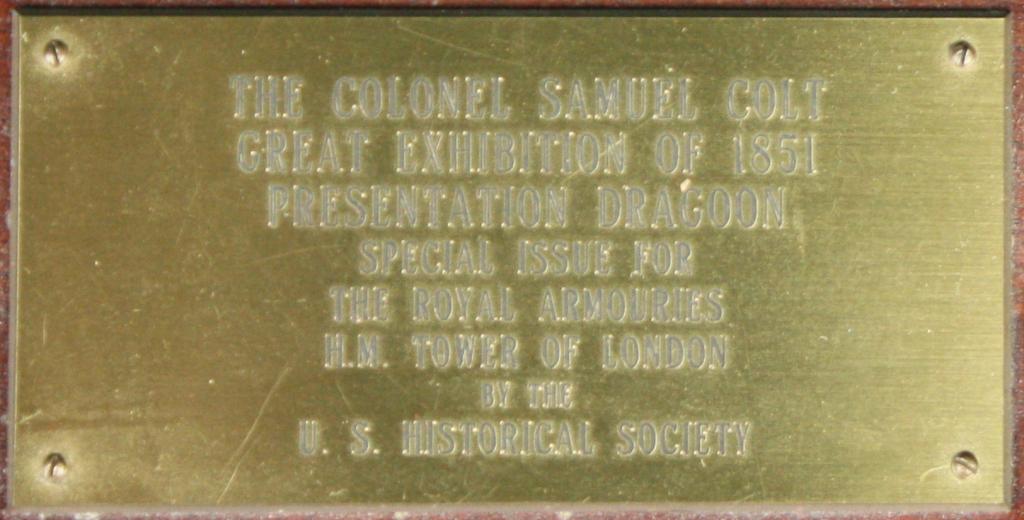 THE COLONEL SAMUEL COLT
GREAT EXHIBITION OF 1851
PRESENTATION DRAGOON
SPECIAL ISSUE FOR
THE ROYAL ARMOURIES
H.M. TOWER OF LONDON
BY THE
U. S. HISTORICAL SOCIETY